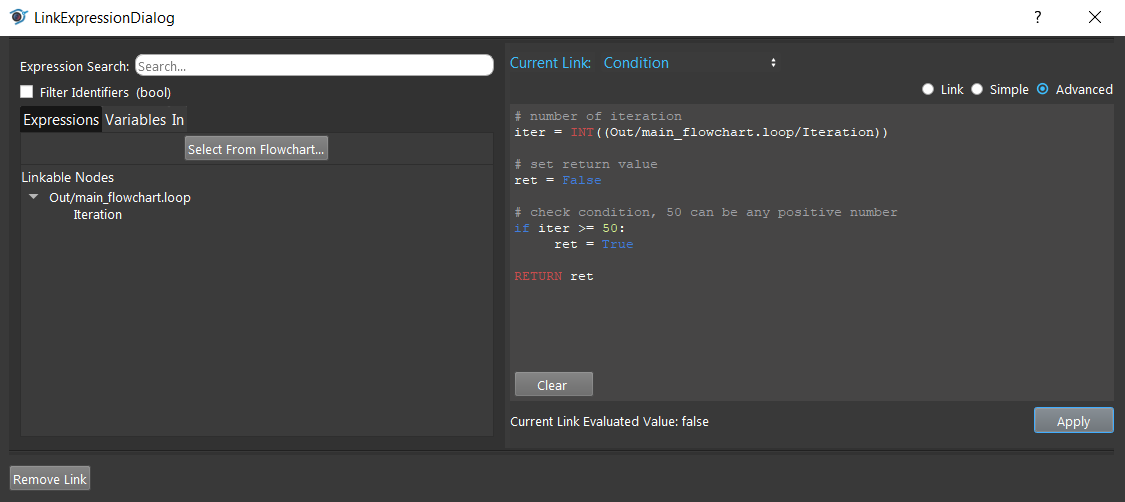 LinkExpressionDialog
?
Expression Search:
Search...
Filter Identifiers (bool)
Expressions Variables In
Select From Flowchart...
Linkable Nodes
Out/main_flowchart.loop
Iteration
Current Link: Condition
Link Simple Advanced
# number of iteration
iter = INT((Out/main_flowchart.loop/Iteration))
# set return value
ret = False
# check condition, 50 can be any positive number
if iter >= 50:
ret = True
RETURN ret
Clear
Current Link Evaluated Value: false
Apply
Remove Link